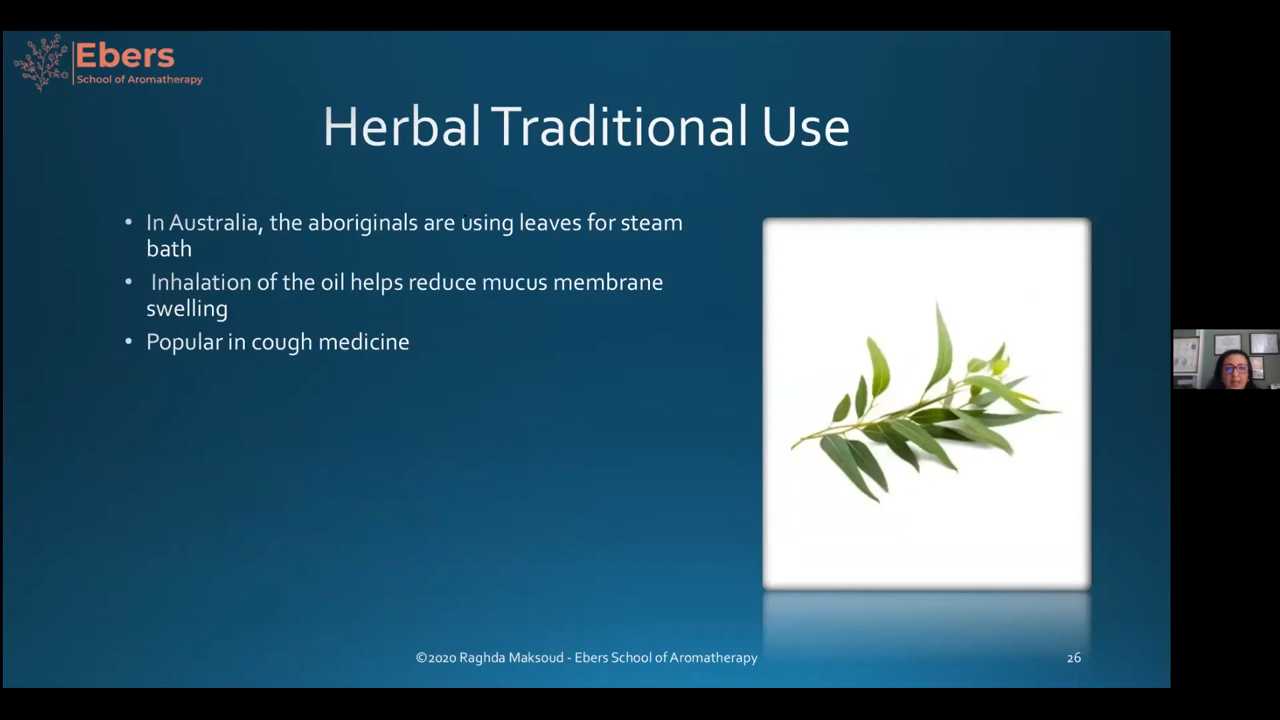 Ebers
School of Aromatherapy
Herbal Traditional Use
• In Australia, the aboriginals are using leaves for steam
bath
• Inhalation of the oil helps reduce mucus membrane
swelling
• Popular in cough medicine
©2020 Raghda Maksoud - Ebers School of Aromatherapy
26